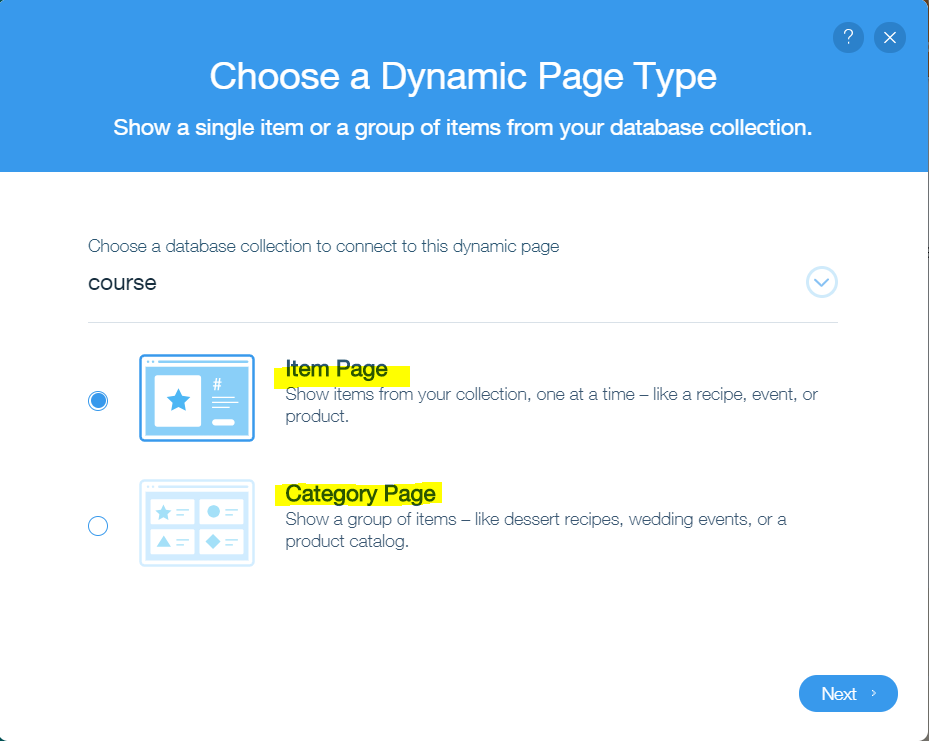 ?
Choose a Dynamic Page Type
Show a single item or a group of items from your database collection.
Choose a database collection to connect to this dynamic page
course
#
Item Page
Show items from your collection, one at a time – like a recipe, event, or
product.
Category Page
Show a group of items – like dessert recipes, wedding events, or a
product catalog.
Next